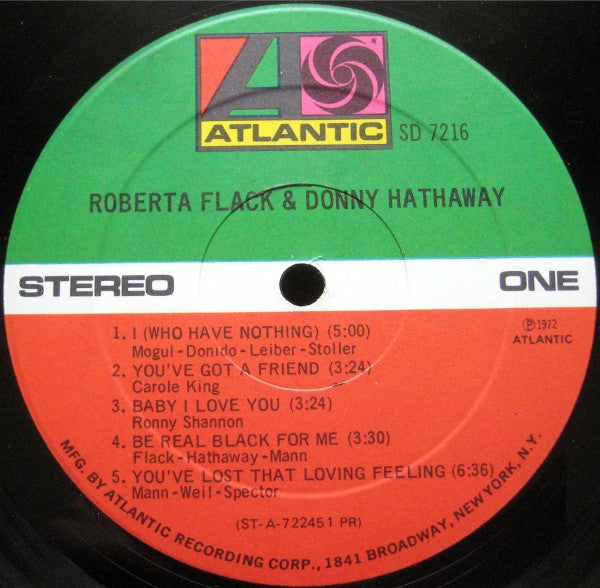 ATLANTIC
SD 7216
ROBERTA FLACK & DONNY HATHAWAY
STEREO
ONE
1. I (WHO HAVE NOTHING) (5:00)
Mogul-Donido-Leiber-Stoller
2. YOU'VE GOT A FRIEND (3:24)
Carole King
3. BABY I LOVE YOU (3:24)
Ronny Shannon
4. BE REAL BLACK FOR ME (3:30)
Flack-Hathaway-Mann
5. YOU'VE LOST THAT LOVING FEELING (6:36)
Mann-Weil-Spector
℗ 1972
ATLANTIC
(ST-A-722451 PR)
MFG. BY ATLANTIC RECORDING CORP., 1841 BROADWAY, NEW YORK, N.Y.